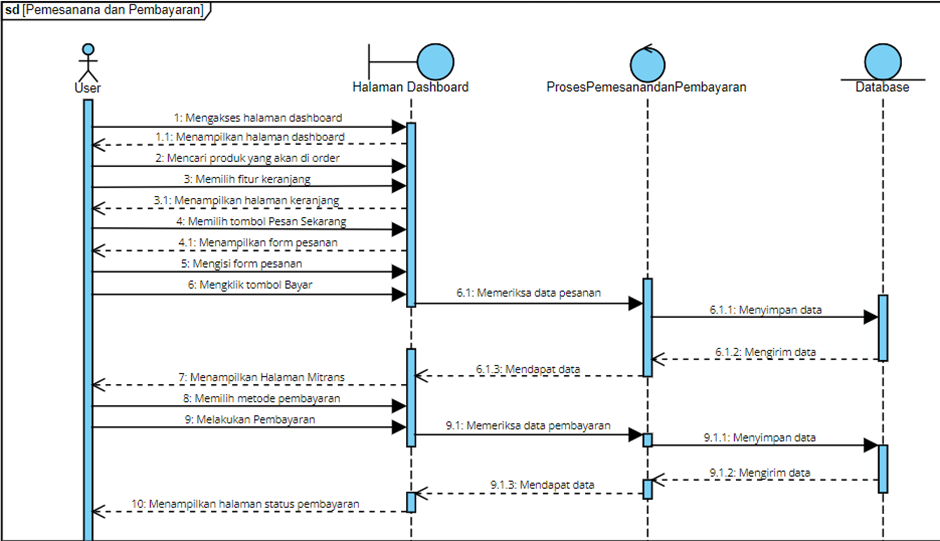 sd [Pemesanana dan Pembayaran]
User
Halaman Dashboard
ProsesPemesanandanPembayaran
Database
1: Mengakses halaman dashboard
1.1: Menampilkan halaman dashboard
2: Mencari produk yang akan di order
3: Memilih fitur keranjang
3.1: Menampilkan halaman keranjang
4: Memilih tombol Pesan Sekarang
4.1: Menampilkan form pesanan
5: Mengisi form pesanan
6: Mengklik tombol Bayar
6.1: Memeriksa data pesanan
6.1.1: Menyimpan data
6.1.2: Mengirim data
6.1.3: Mendapat data
7: Menampilkan Halaman Mitrans
8: Memilih metode pembayaran
9: Melakukan Pembayaran
9.1: Memeriksa data pembayaran
9.1.1: Menyimpan data
9.1.2: Mengirim data
9.1.3: Mendapat data
10: Menampilkan halaman status pembayaran